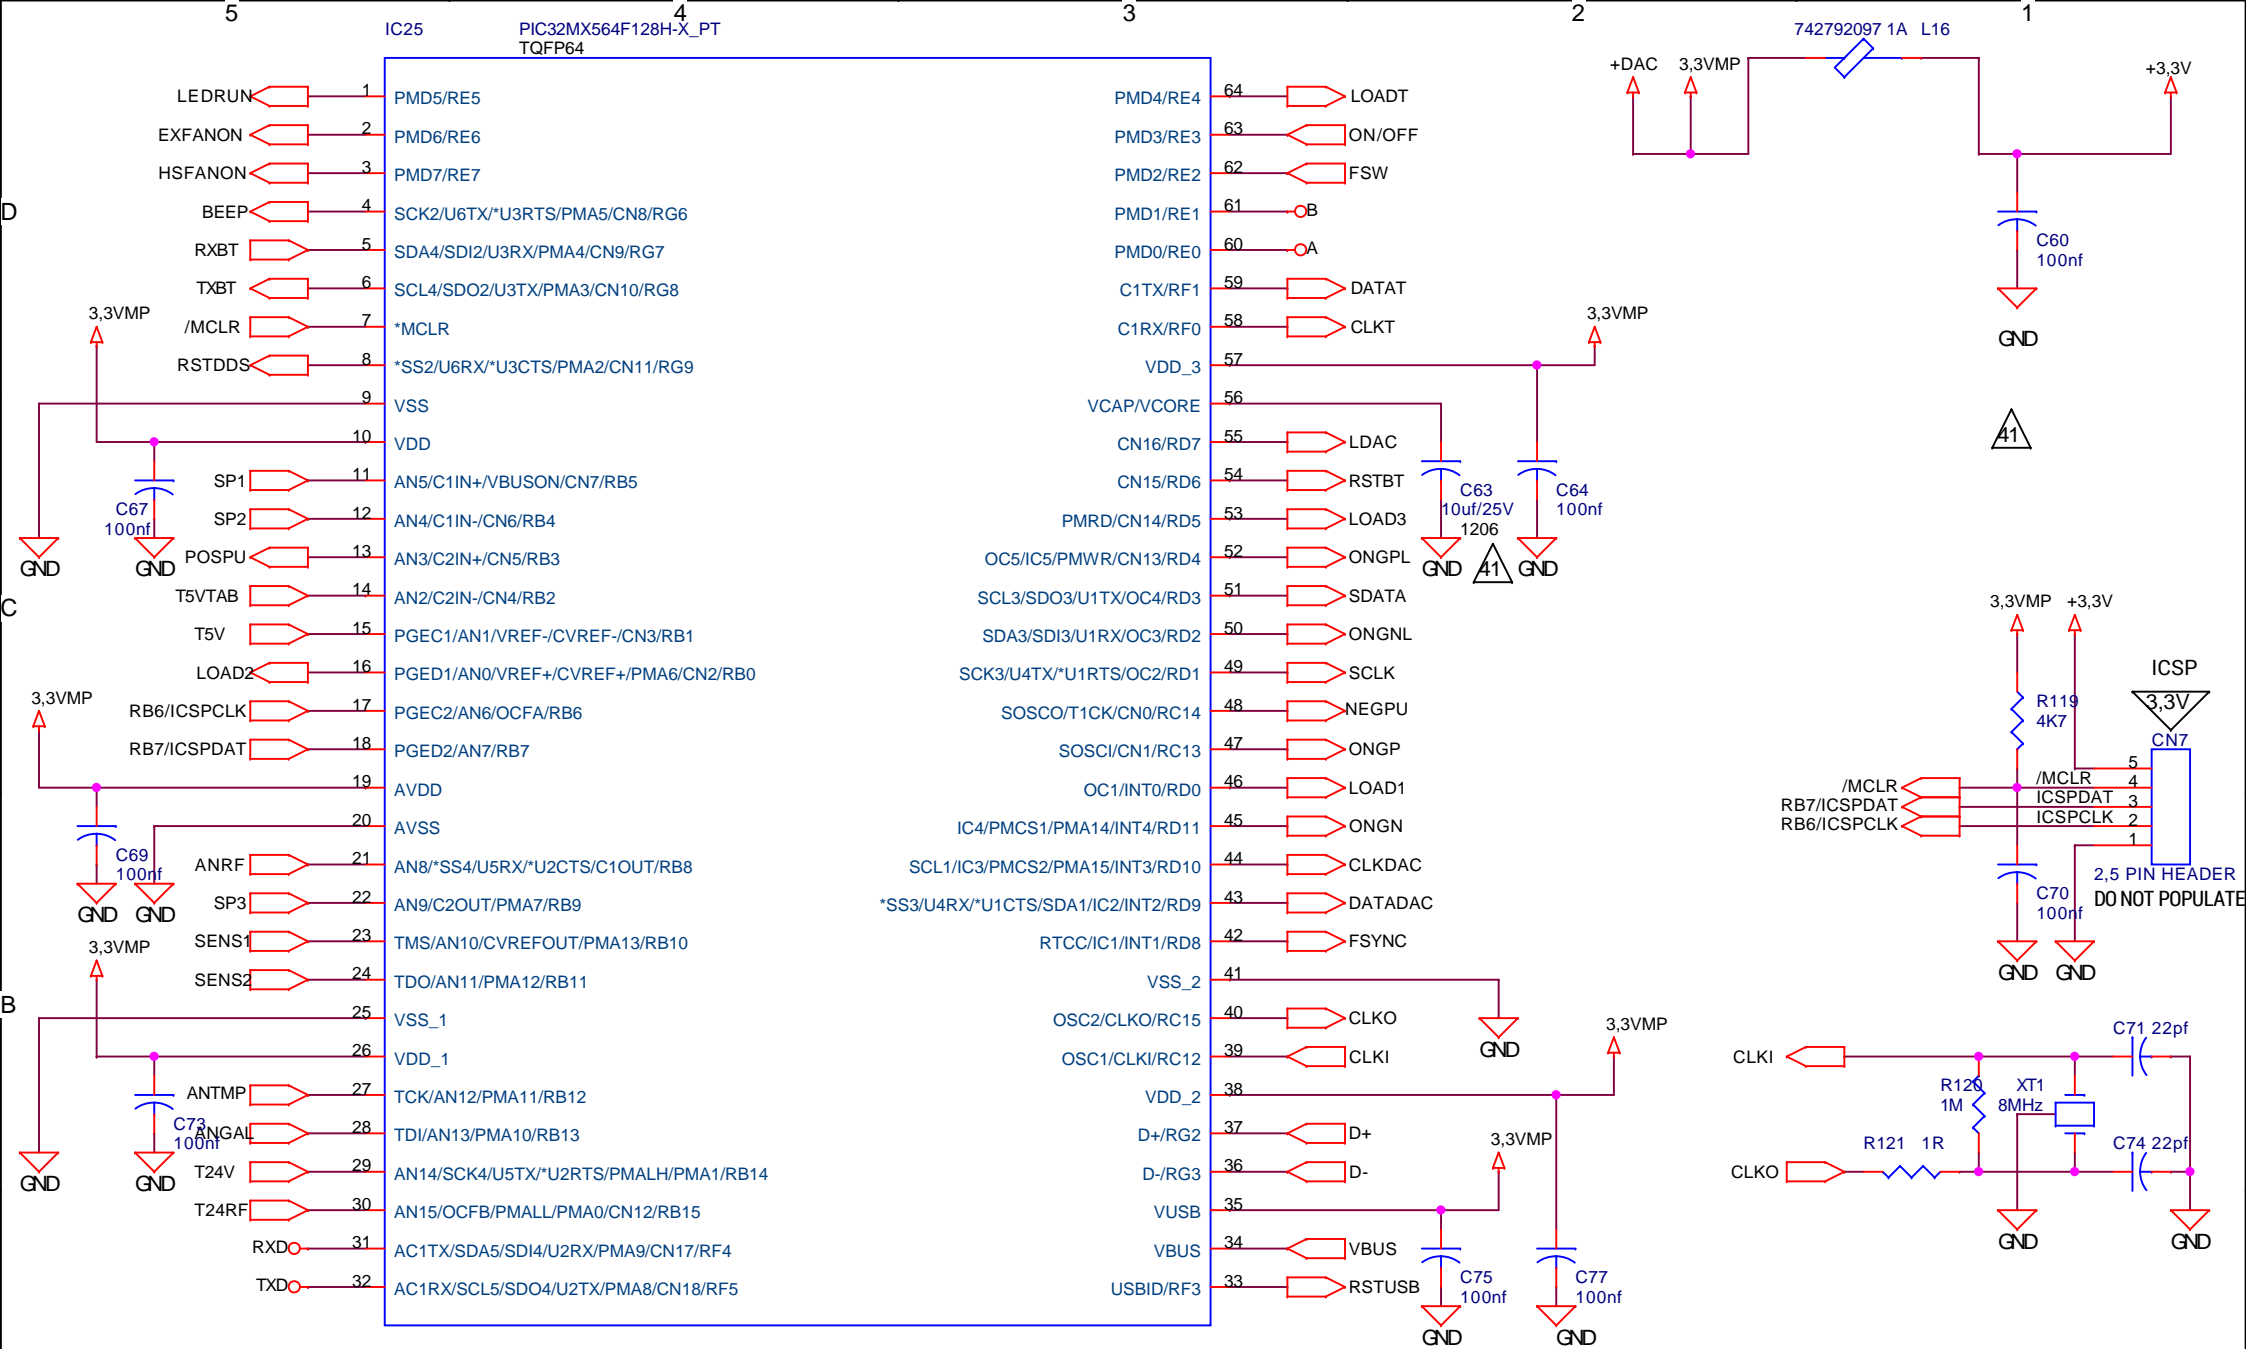 5 4 3 2 1
D
C
B
IC25 PIC32MX564F128H-X_PT
TQFP64
LEDRUN 1 PMD5/RE5
EXFANON 2 PMD6/RE6
HSFANON 3 PMD7/RE7
BEEP 4 SCK2/U6TX/*U3RTS/PMA5/CN8/RG6
RXBT 5 SDA4/SDI2/U3RX/PMA4/CN9/RG7
TXBT 6 SCL4/SDO2/U3TX/PMA3/CN10/RG8
3,3VMP
/MCLR 7 *MCLR
RSTDDS 8 *SS2/U6RX/*U3CTS/PMA2/CN11/RG9
9 VSS
10 VDD
SP1 11 AN5/C1IN+/VBUSON/CN7/RB5
C67
100nf
SP2 12 AN4/C1IN-/CN6/RB4
POSPU 13 AN3/C2IN+/CN5/RB3
GND GND
T5VTAB 14 AN2/C2IN-/CN4/RB2
T5V 15 PGEC1/AN1/VREF-/CVREF-/CN3/RB1
LOAD2 16 PGED1/AN0/VREF+/CVREF+/PMA6/CN2/RB0
3,3VMP
RB6/ICSPCLK 17 PGEC2/AN6/OCFA/RB6
RB7/ICSPDAT 18 PGED2/AN7/RB7
19 AVDD
20 AVSS
C69
100nf
ANRF 21 AN8/*SS4/U5RX/*U2CTS/C1OUT/RB8
SP3 22 AN9/C2OUT/PMA7/RB9
GND GND
SENS1 23 TMS/AN10/CVREFOUT/PMA13/RB10
3,3VMP
SENS2 24 TDO/AN11/PMA12/RB11
25 VSS_1
26 VDD_1
ANTMP 27 TCK/AN12/PMA11/RB12
C73
100nf
ANGAL 28 TDI/AN13/PMA10/RB13
T24V 29 AN14/SCK4/U5TX/*U2RTS/PMALH/PMA1/RB14
GND GND
T24RF 30 AN15/OCFB/PMALL/PMA0/CN12/RB15
RXD 31 AC1TX/SDA5/SDI4/U2RX/PMA9/CN17/RF4
TXD 32 AC1RX/SCL5/SDO4/U2TX/PMA8/CN18/RF5
PMD4/RE4 64 LOADT
PMD3/RE3 63 ON/OFF
PMD2/RE2 62 FSW
PMD1/RE1 61 B
PMD0/RE0 60 A
C1TX/RF1 59 DATAT
C1RX/RF0 58 CLKT
3,3VMP
VDD_3 57
VCAP/VCORE 56
CN16/RD7 55 LDAC
CN15/RD6 54 RSTBT
C63
10uf/25V
1206
C64
100nf
PMRD/CN14/RD5 53 LOAD3
OC5/IC5/PMWR/CN13/RD4 52 ONGPL
GND 41 GND
SCL3/SDO3/U1TX/OC4/RD3 51 SDATA
SDA3/SDI3/U1RX/OC3/RD2 50 ONGNL
SCK3/U4TX/*U1RTS/OC2/RD1 49 SCLK
SOSCO/T1CK/CN0/RC14 48 NEGPU
SOSCI/CN1/RC13 47 ONGP
OC1/INT0/RD0 46 LOAD1
IC4/PMCS1/PMA14/INT4/RD11 45 ONGN
SCL1/IC3/PMCS2/PMA15/INT3/RD10 44 CLKDAC
*SS3/U4RX/*U1CTS/SDA1/IC2/INT2/RD9 43 DATADAC
RTCC/IC1/INT1/RD8 42 FSYNC
VSS_2 41
OSC2/CLKO/RC15 40 CLKO
GND
3,3VMP
OSC1/CLKI/RC12 39 CLKI
VDD_2 38
D+/RG2 37 D+
3,3VMP
D-/RG3 36 D-
VUSB 35
VBUS 34 VBUS
USBID/RF3 33 RSTUSB
C75
100nf
C77
100nf
GND GND
742792097 1A L16
+DAC 3,3VMP +3,3V
C60
100nf
GND
41
3,3VMP +3,3V
ICSP
3,3V
R119
4K7
CN7
5
/MCLR /MCLR 4
RB7/ICSPDAT ICSPDAT 3
RB6/ICSPCLK ICSPCLK 2
1
2,5 PIN HEADER
DO NOT POPULATE
C70
100nf
GND GND
C71 22pf
CLKI
R120
1M
XT1
8MHz
R121 1R
C74 22pf
CLKO
GND GND